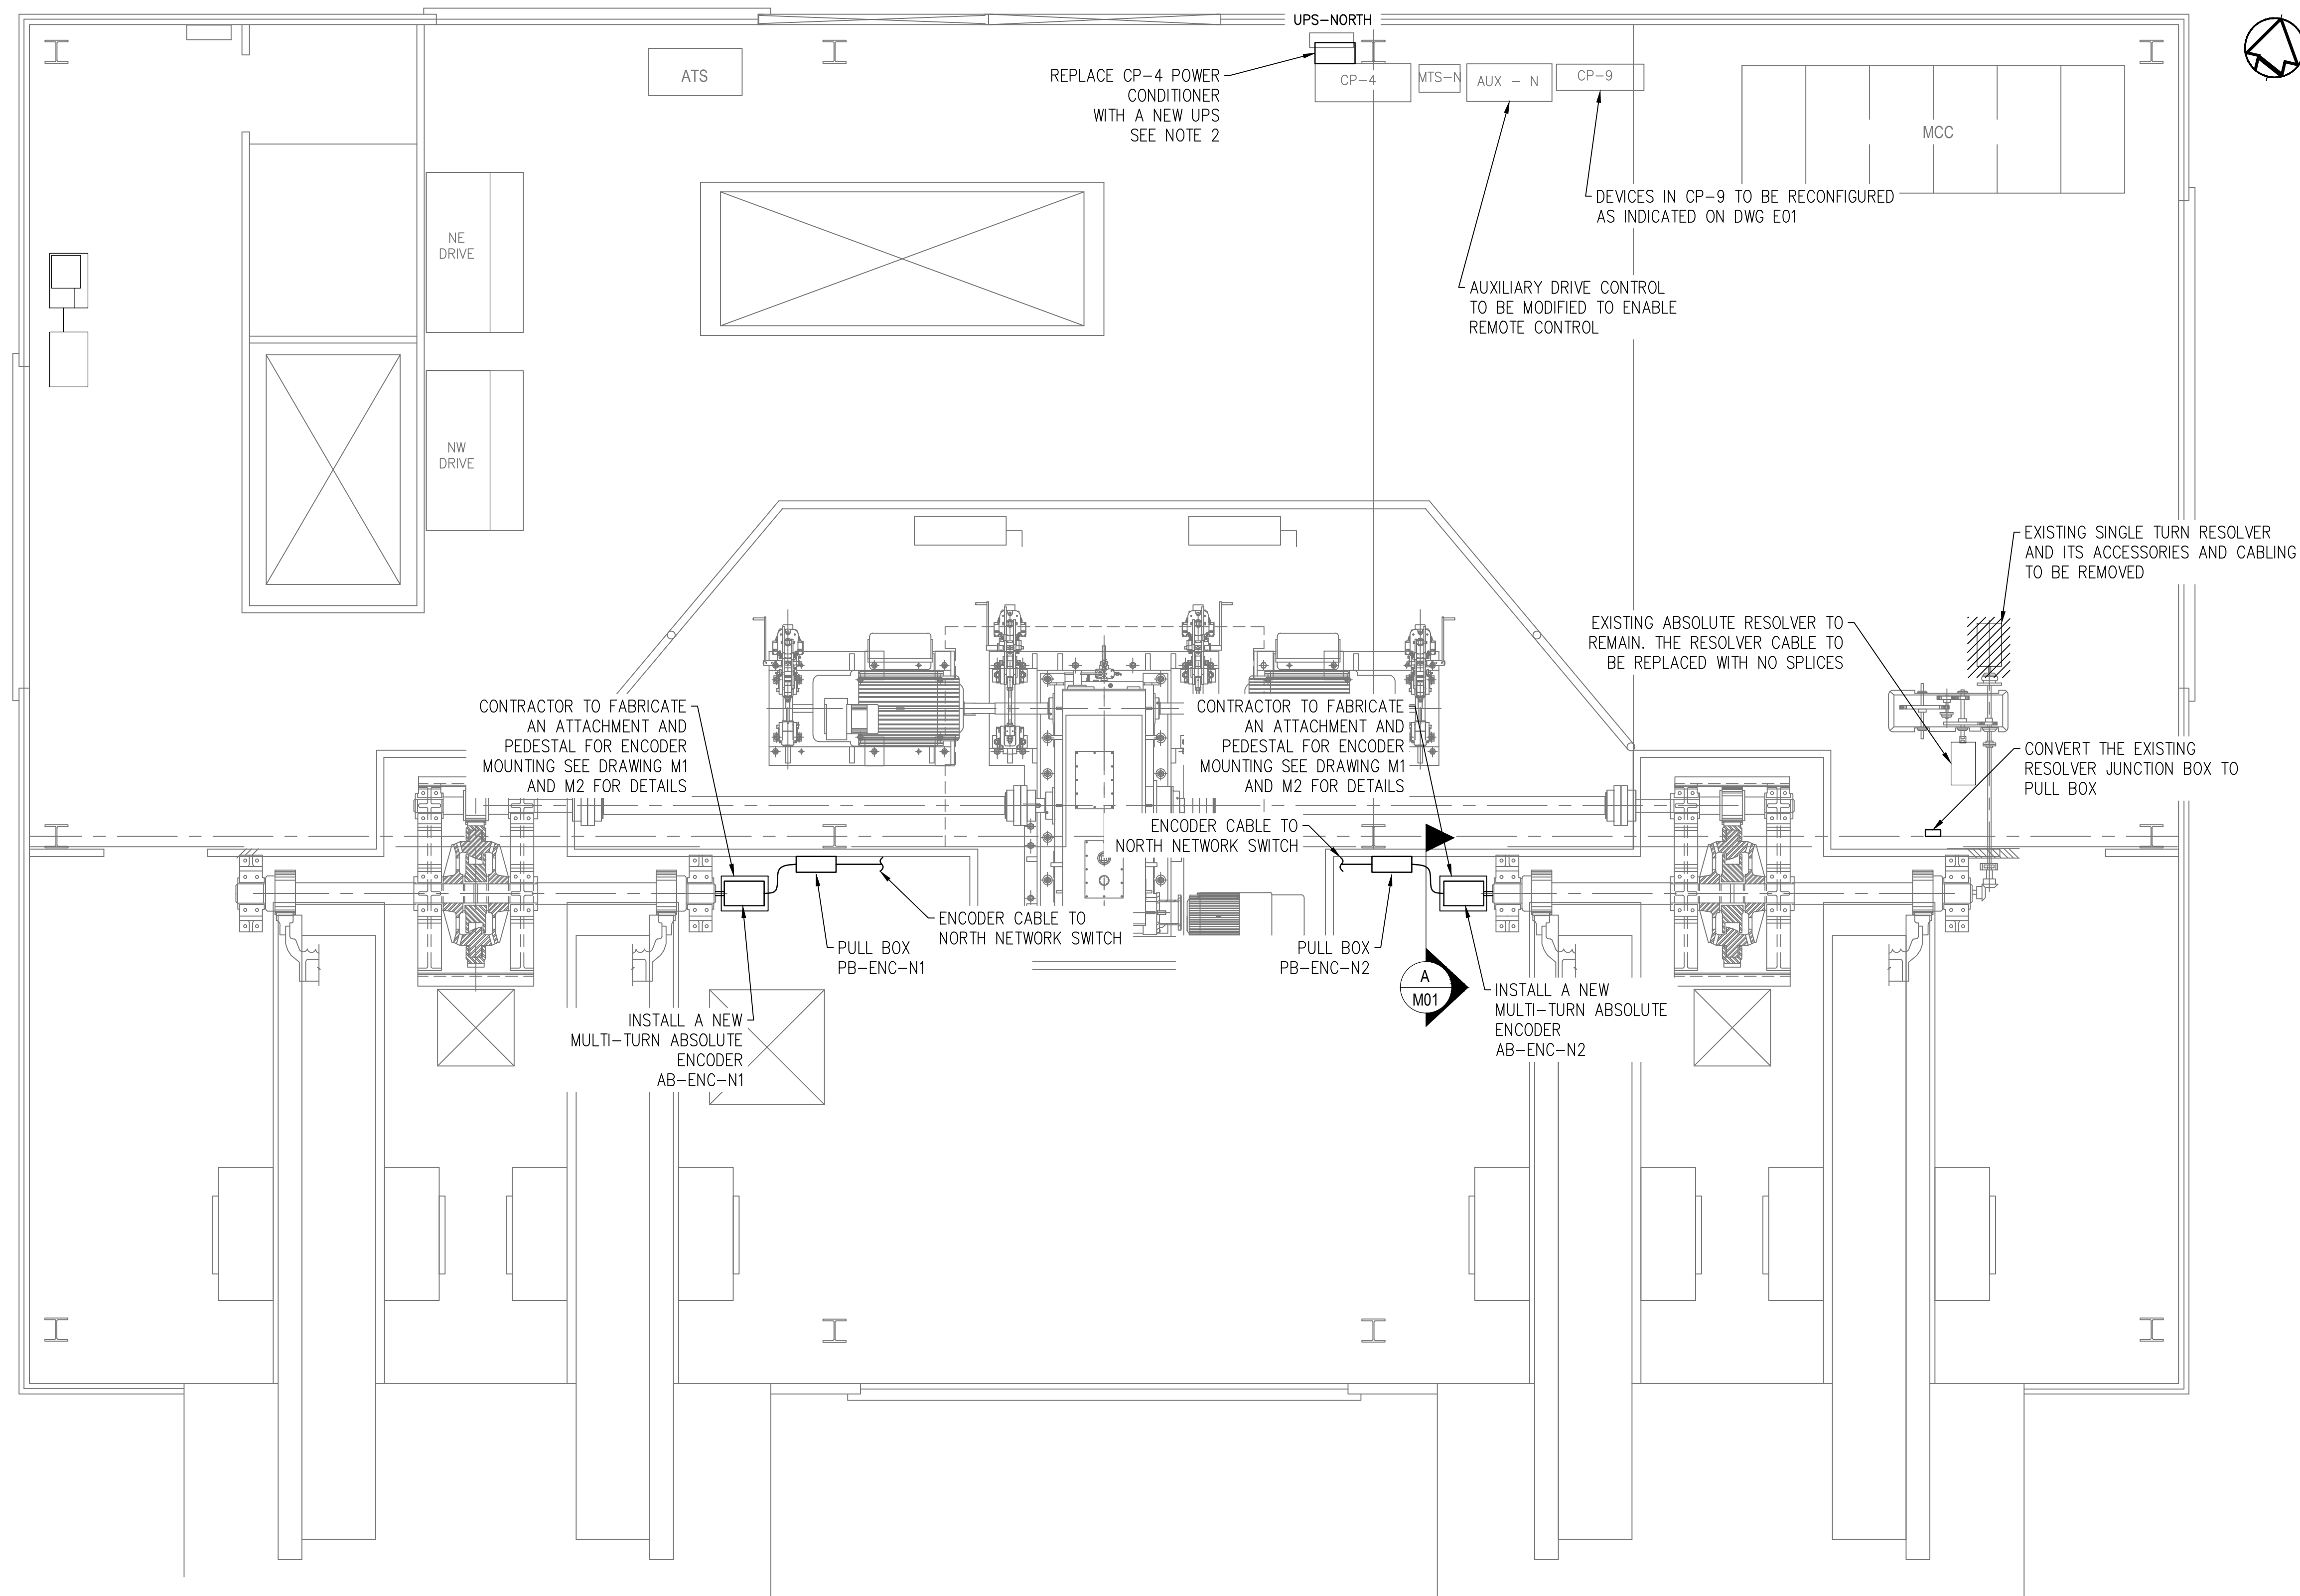 UPS-NORTH
REPLACE CP-4 POWER
CONDITIONER
WITH A NEW UPS
SEE NOTE 2
ATS
CP-4
MTS-N
AUX - N
CP-9
MCC
DEVICES IN CP-9 TO BE RECONFIGURED
AS INDICATED ON DWG E01
NE
DRIVE
AUXILIARY DRIVE CONTROL
TO BE MODIFIED TO ENABLE
REMOTE CONTROL
NW
DRIVE
EXISTING SINGLE TURN RESOLVER
AND ITS ACCESSORIES AND CABLING
TO BE REMOVED
EXISTING ABSOLUTE RESOLVER TO
REMAIN. THE RESOLVER CABLE TO
BE REPLACED WITH NO SPLICES
CONTRACTOR TO FABRICATE
AN ATTACHMENT AND
PEDESTAL FOR ENCODER
MOUNTING SEE DRAWING M1
AND M2 FOR DETAILS
CONTRACTOR TO FABRICATE
AN ATTACHMENT AND
PEDESTAL FOR ENCODER
MOUNTING SEE DRAWING M1
AND M2 FOR DETAILS
CONVERT THE EXISTING
RESOLVER JUNCTION BOX TO
PULL BOX
ENCODER CABLE TO
NORTH NETWORK SWITCH
ENCODER CABLE TO
NORTH NETWORK SWITCH
PULL BOX
PB-ENC-N1
PULL BOX
PB-ENC-N2
A
M01
INSTALL A NEW
MULTI-TURN ABSOLUTE
ENCODER
AB-ENC-N1
INSTALL A NEW
MULTI-TURN ABSOLUTE
ENCODER
AB-ENC-N2